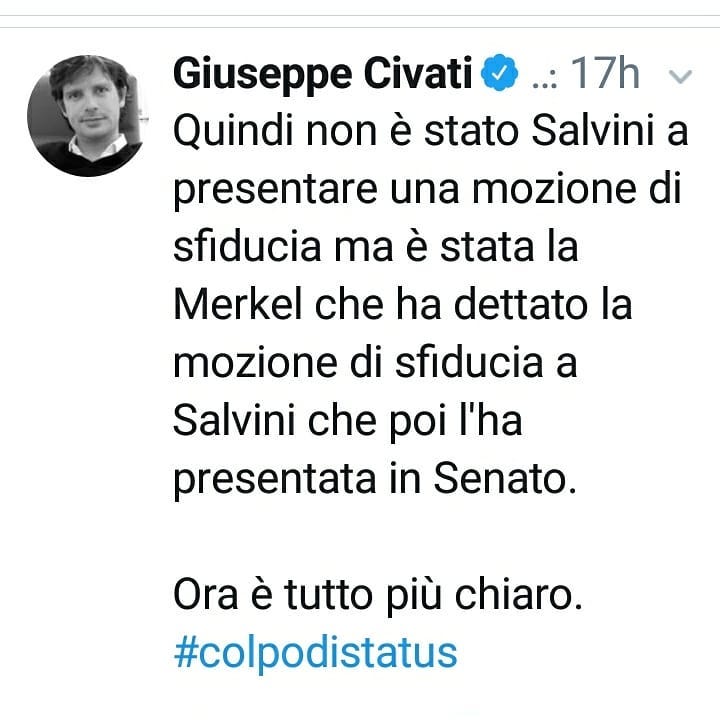 Giuseppe Civati ..: 17h
Quindi non è stato Salvini a
presentare una mozione di
sfiducia ma è stata la
Merkel che ha dettato la
mozione di sfiducia a
Salvini che poi l'ha
presentata in Senato.
Ora è tutto più chiaro.
#colpodistatus